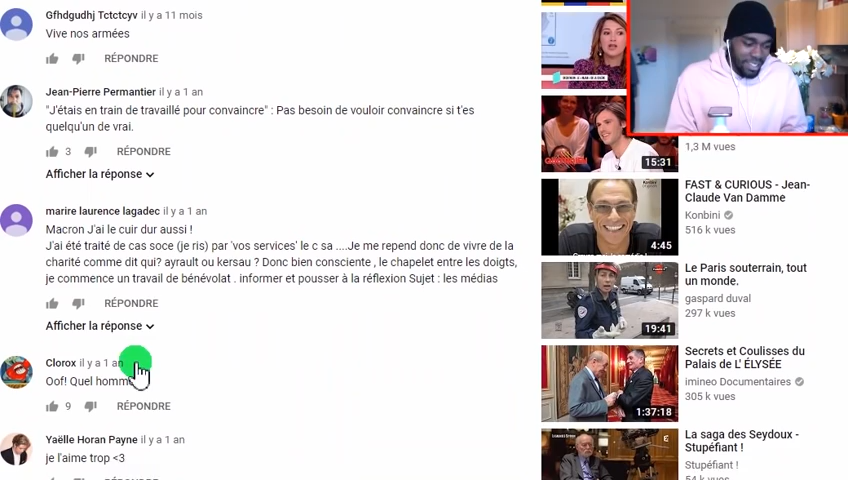 Gfhdgudhj Tctctcyv il y a 11 mois
Vive nos armées
RÉPONDRE
Jean-Pierre Permantier il y a 1 an
"J'étais en train de travaillé pour convaincre" : Pas besoin de vouloir convaincre si t'es
quelqu'un de vrai.
3 RÉPONDRE
Afficher la réponse
marire laurence lagadec il y a 1 an
Macron J'ai le cuir dur aussi !
J'ai été traité de cas soce (je ris) par 'vos services' le c sa ....Je me repend donc de vivre de la
charité comme dit qui? ayrault ou kersau ? Donc bien consciente , le chapelet entre les doigts,
je commence un travail de bénévolat . informer et pousser à la réflexion Sujet : les médias
RÉPONDRE
Afficher la réponse
Clorox il y a 1 an
Oof! Quel homm
9 RÉPONDRE
Yaëlle Horan Payne il y a 1 an
je l'aime trop <3
RÉPONDRE
1,3 M vues
15:31
FAST & CURIOUS - Jean-
Claude Van Damme
Konbini
516 k vues
4:45
Le Paris souterrain, tout
un monde.
gaspard duval
297 k vues
19:41
Secrets et Coulisses du
Palais de L' ÉLYSÉE
imineo Documentaires
305 k vues
1:37:18
La saga des Seydoux -
Stupéfiant !
Stupéfiant !
54 k vues